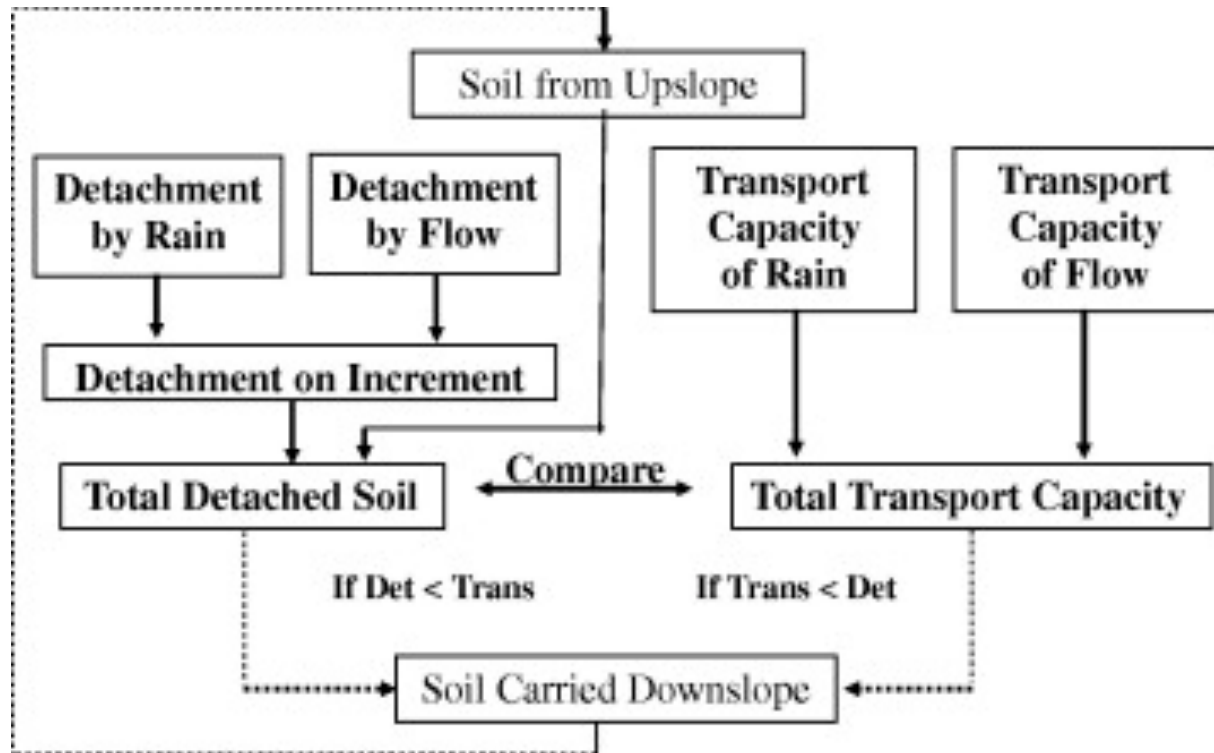 Soil from Upslope
Detachment
by Rain
Detachment
by Flow
Transport
Capacity
of Rain
Transport
Capacity
of Flow
Detachment on Increment
Compare
Total Detached Soil
Total Transport Capacity
If Det < Trans
If Trans < Det
Soil Carried Downslope